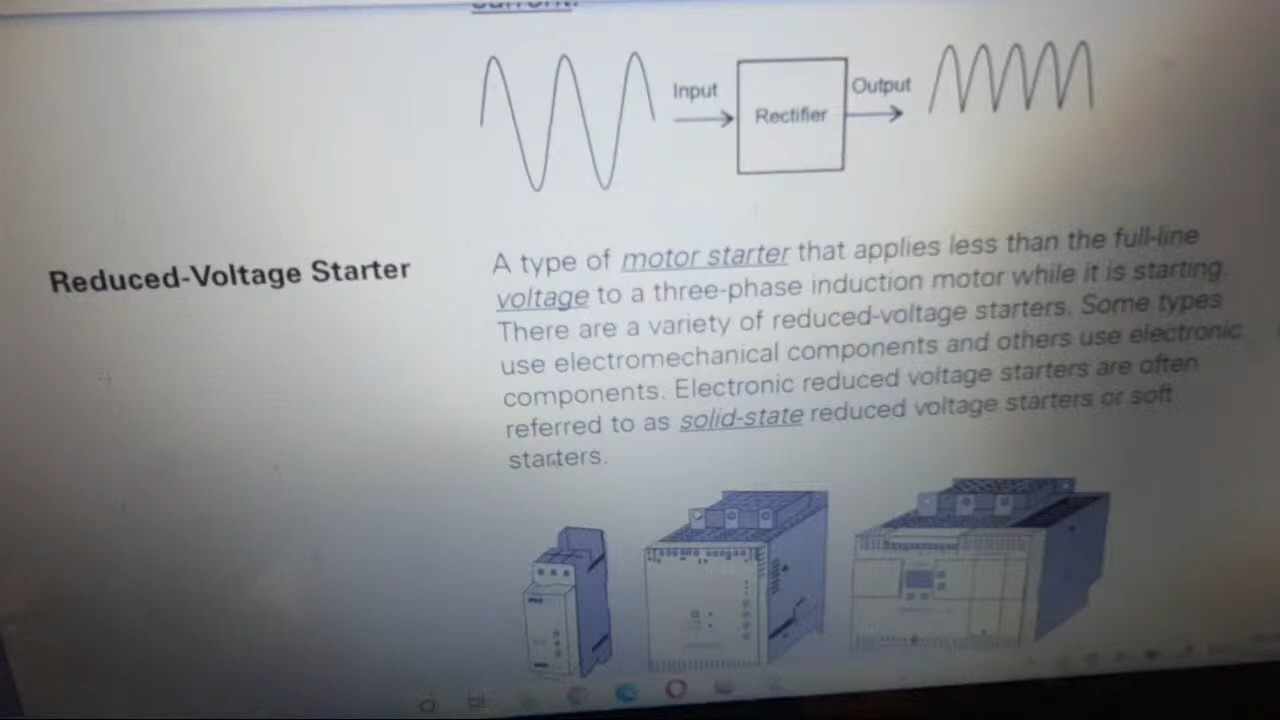 current.
Input
Rectifier
Output
Reduced-Voltage Starter
A type of motor starter that applies less than the full-line
voltage to a three-phase induction motor while it is starting.
There are a variety of reduced-voltage starters. Some types
use electromechanical components and others use electronic
components. Electronic reduced voltage starters are often
referred to as solid-state reduced voltage starters or soft
starters.